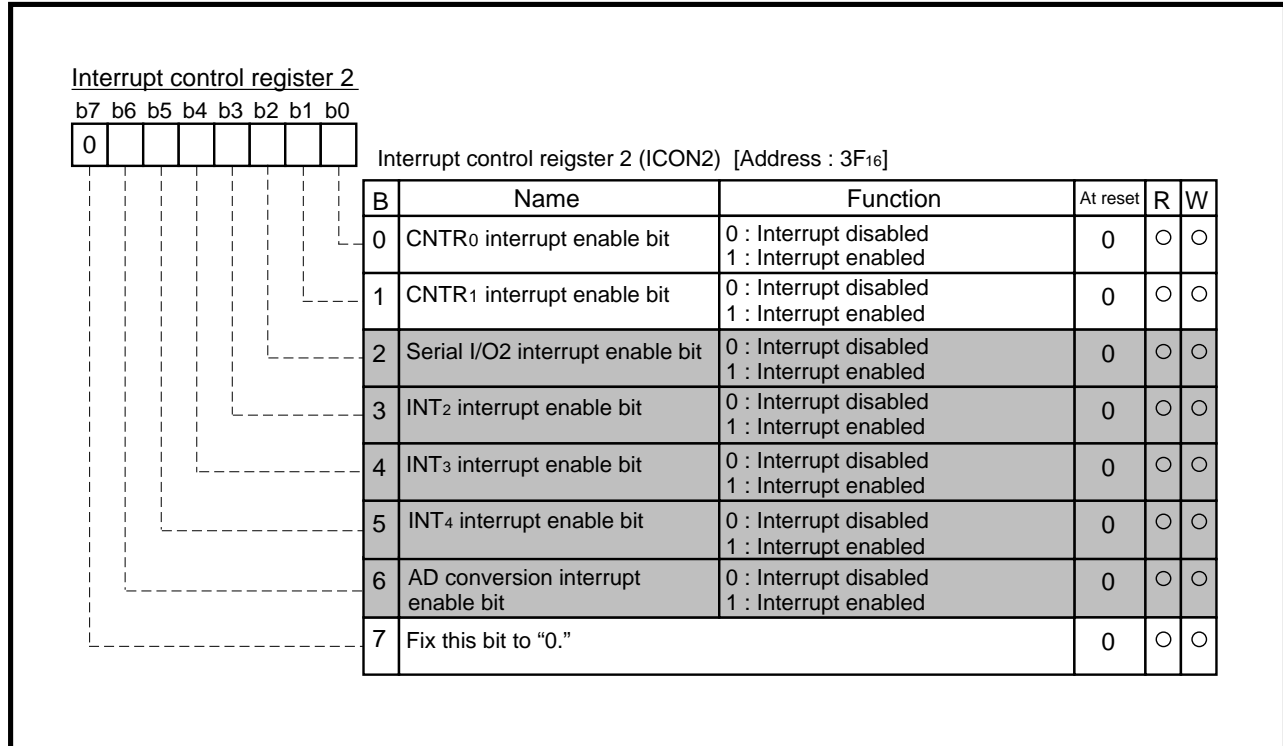 Interrupt control register 2
b7 b6 b5 b4 b3 b2 b1 b0
0
Interrupt control reigster 2 (ICON2) [Address : 3F16]
B Name Function At reset R W
0 CNTR0 interrupt enable bit 0 : Interrupt disabled 0 ○ ○
1 : Interrupt enabled
1 CNTR1 interrupt enable bit 0 : Interrupt disabled 0 ○ ○
1 : Interrupt enabled
2 Serial I/O2 interrupt enable bit 0 : Interrupt disabled 0 ○ ○
1 : Interrupt enabled
3 INT2 interrupt enable bit 0 : Interrupt disabled 0 ○ ○
1 : Interrupt enabled
4 INT3 interrupt enable bit 0 : Interrupt disabled 0 ○ ○
1 : Interrupt enabled
5 INT4 interrupt enable bit 0 : Interrupt disabled 0 ○ ○
1 : Interrupt enabled
6 AD conversion interrupt 0 : Interrupt disabled 0 ○ ○
enable bit 1 : Interrupt enabled
7 Fix this bit to “0.” 0 ○ ○